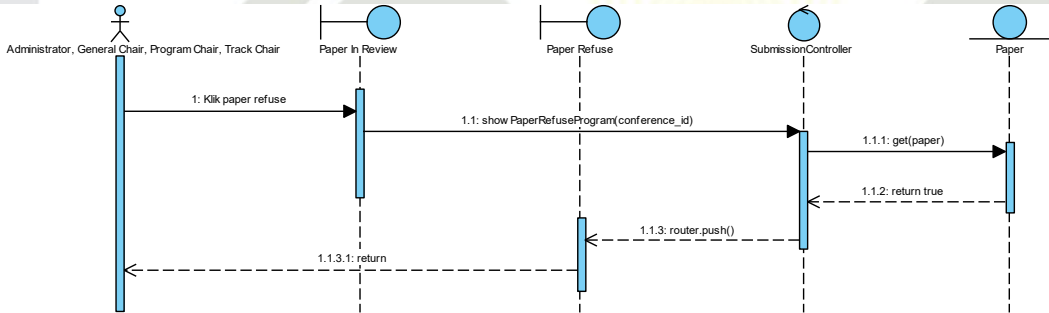 Administrator, General Chair, Program Chair, Track Chair
Paper In Review
Paper Refuse
SubmissionController
Paper
1: Klik paper refuse
1.1: show PaperRefuseProgram(conference_id)
1.1.1: get(paper)
1.1.2: return true
1.1.3: router.push()
1.1.3.1: return